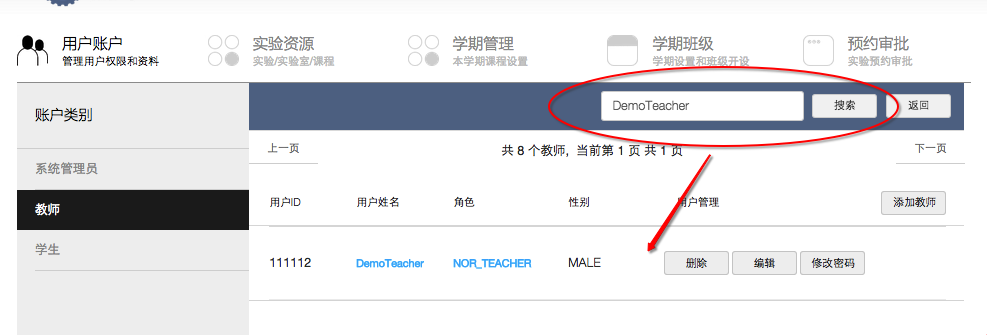 用户账户
管理用户权限和资料
实验资源
实验/实验室/课程
学期管理
本学期课程设置
学期班级
学期设置和班级开设
预约审批
实验预约审批
账户类别
DemoTeacher
搜索
返回
上一页
共 8 个教师, 当前第 1 页 共 1 页
下一页
系统管理员
教师
学生
用户ID
用户姓名
角色
性别
用户管理
添加教师
111112
DemoTeacher
NOR_TEACHER
MALE
删除
编辑
修改密码